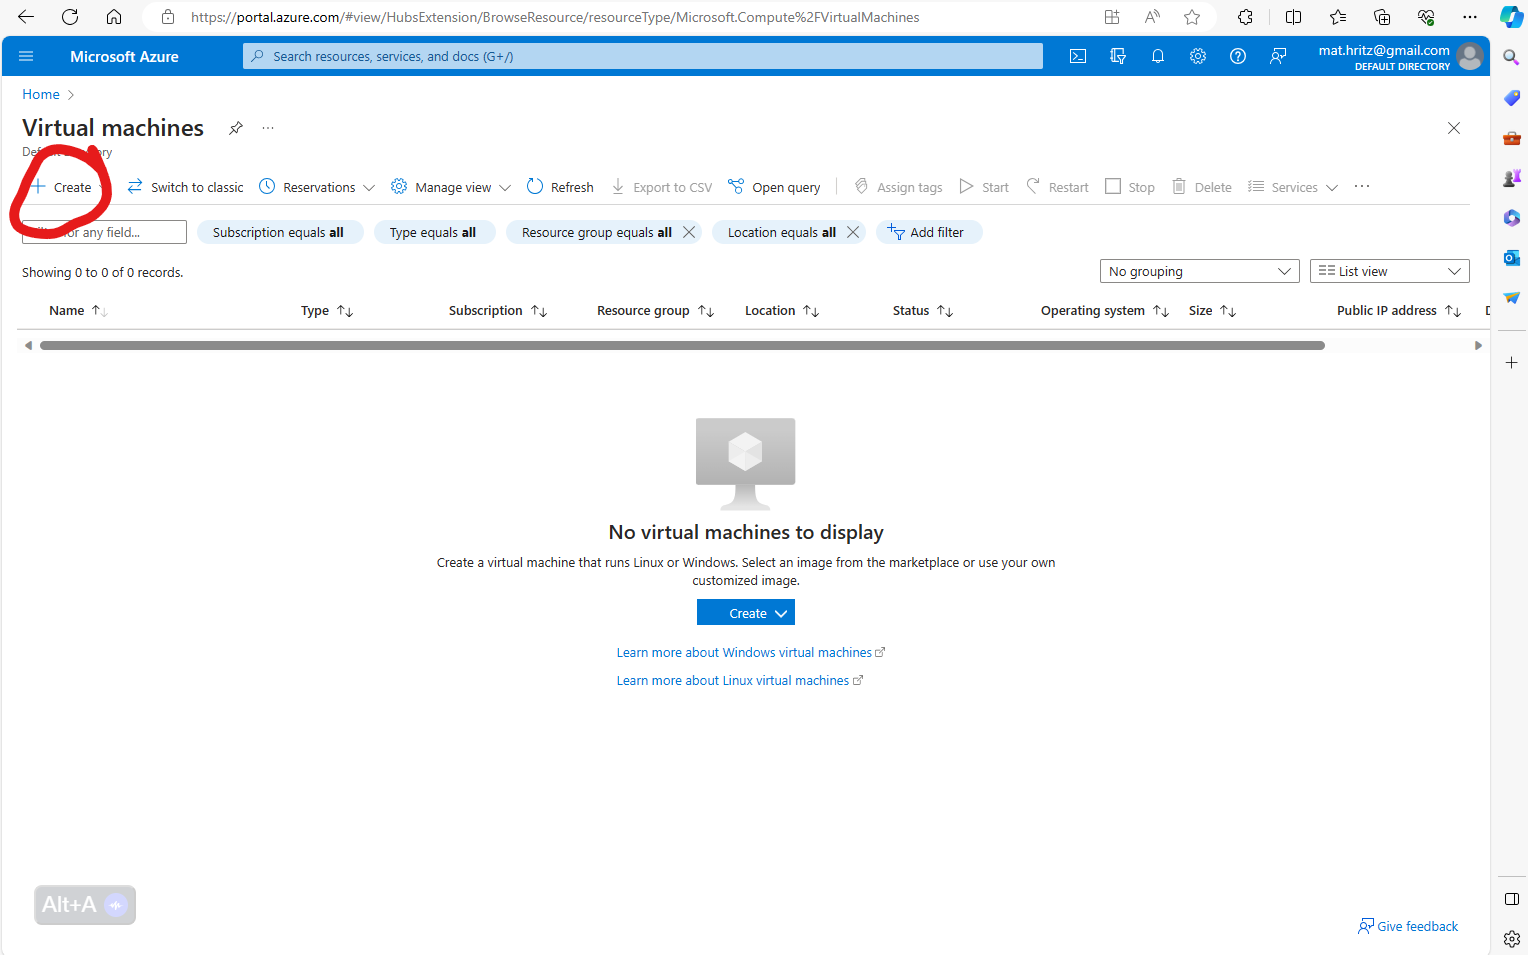 https://portal.azure.com/#view/HubsExtension/BrowseResource/resourceType/Microsoft.Compute%2FVirtualMachines
Microsoft Azure
Search resources, services, and docs (G+/)
mat.hritz@gmail.com
DEFAULT DIRECTORY
Home
Virtual machines
Create
Switch to classic
Reservations
Manage view
Refresh
Export to CSV
Open query
Assign tags
Start
Restart
Stop
Delete
Services
for any field...
Subscription equals all
Type equals all
Resource group equals all
Location equals all
Add filter
Showing 0 to 0 of 0 records.
No grouping
List view
Name
Type
Subscription
Resource group
Location
Status
Operating system
Size
Public IP address
D
No virtual machines to display
Create a virtual machine that runs Linux or Windows. Select an image from the marketplace or use your own
customized image.
Create
Learn more about Windows virtual machines
Learn more about Linux virtual machines
Alt+A
Give feedback